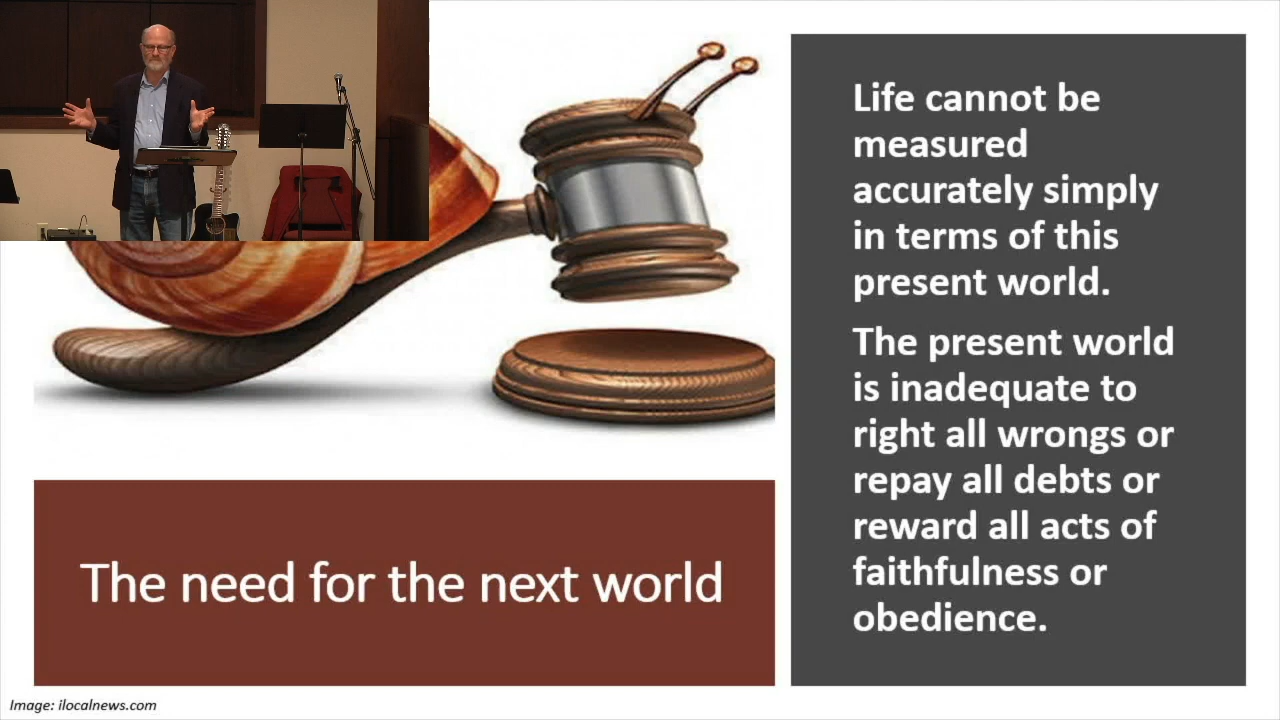 Life cannot be
measured
accurately simply
in terms of this
present world.
The present world
is inadequate to
right all wrongs or
repay all debts or
reward all acts of
faithfulness or
obedience.
The need for the next world
Image: ilocalnews.com